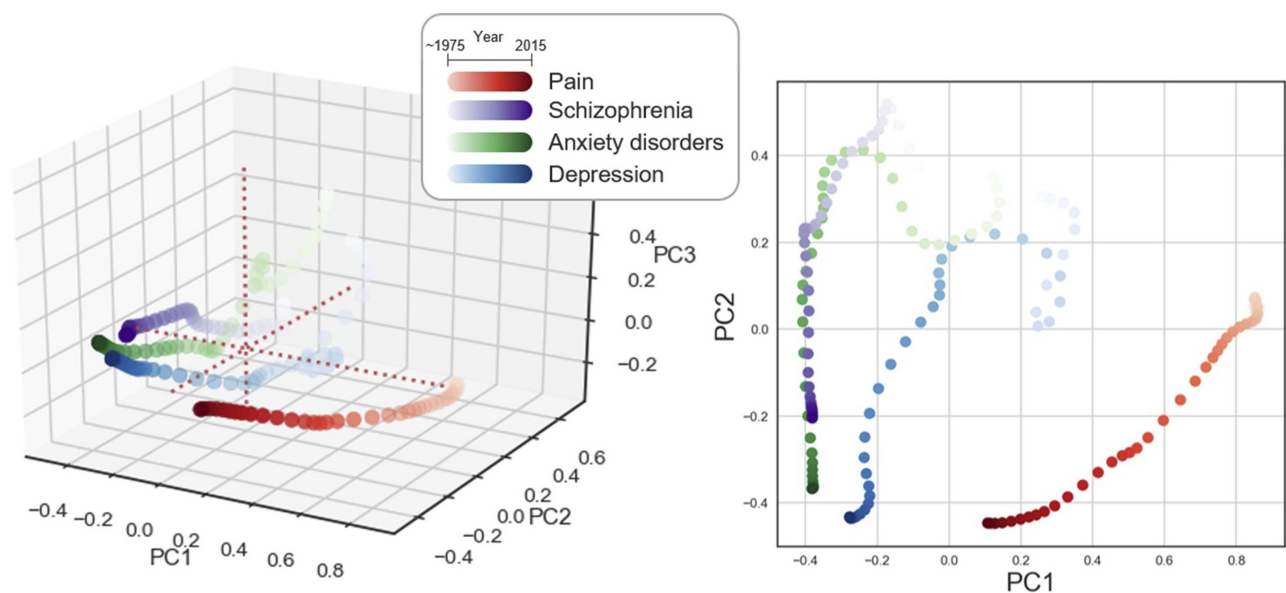 Year
~1975 2015
Pain
Schizophrenia
Anxiety disorders
Depression
0.4
PC3
0.2
0.0
−0.2
−0.4 −0.2 0.0 0.2 0.4 0.6 0.8
PC1
−0.4 −0.2 0.0 0.2 0.4 0.6
PC2
0.4
0.2
0.0
−0.2
−0.4
PC2
−0.4 −0.2 0.0 0.2 0.4 0.6 0.8
PC1